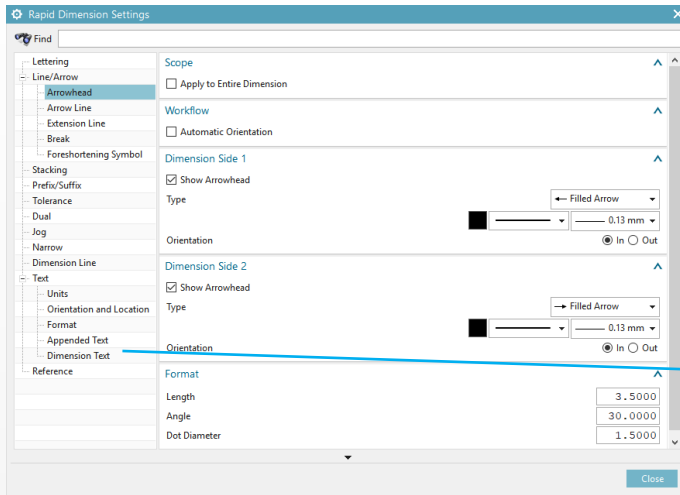 Rapid Dimension Settings
Find
Lettering
Line/Arrow
Arrowhead
Arrow Line
Extension Line
Break
Foreshortening Symbol
Stacking
Prefix/Suffix
Tolerance
Dual
Jog
Narrow
Dimension Line
Text
Units
Orientation and Location
Format
Appended Text
Dimension Text
Reference
Scope
Apply to Entire Dimension
Workflow
Automatic Orientation
Dimension Side 1
Show Arrowhead
Type
Filled Arrow
0.13 mm
Orientation
In
Out
Dimension Side 2
Show Arrowhead
Type
Filled Arrow
0.13 mm
Orientation
In
Out
Format
Length
3.5000
Angle
30.0000
Dot Diameter
1.5000
Close